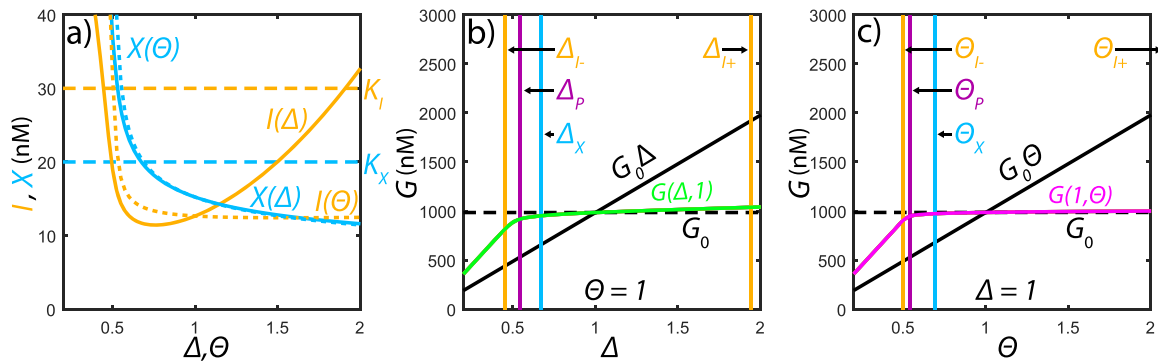 a)
40
30
20
10
0
I, X (nM)
X(Θ)
K_I
I(Δ)
K_X
X(Δ)
I(Θ)
0.5
1
1.5
2
Δ,Θ
b)
3000
2500
2000
1500
1000
500
0
G (nM)
Δ_I-
Δ_I+
Δ_P
Δ_X
G_0Δ
G(Δ,1)
G_0
Θ = 1
0.5
1
1.5
2
Δ
c)
3000
2500
2000
1500
1000
500
0
G (nM)
Θ_I-
Θ_I+
Θ_P
Θ_X
G_0Θ
G(1,Θ)
G_0
Δ = 1
0.5
1
1.5
2
Θ